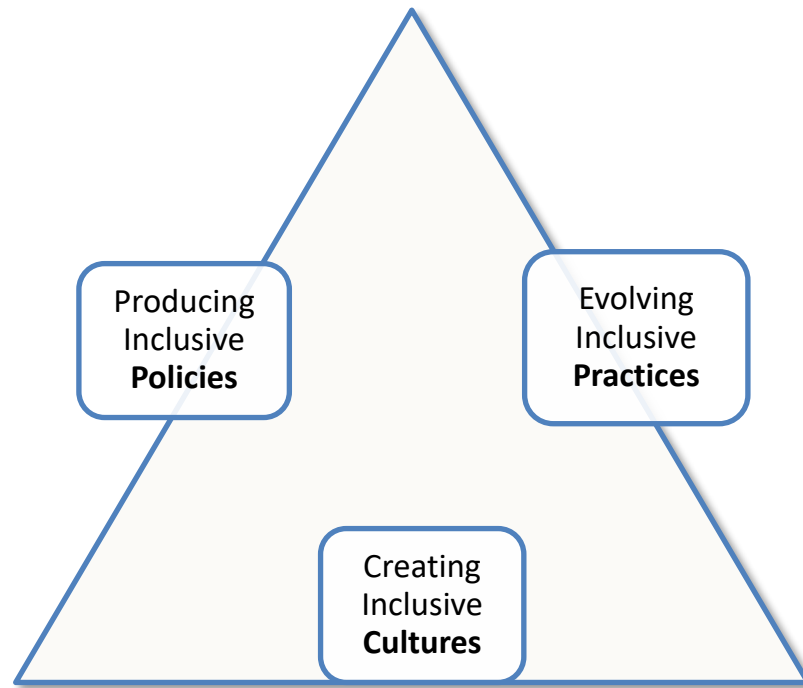 Producing
Inclusive
Policies
Evolving
Inclusive
Practices
Creating
Inclusive
Cultures